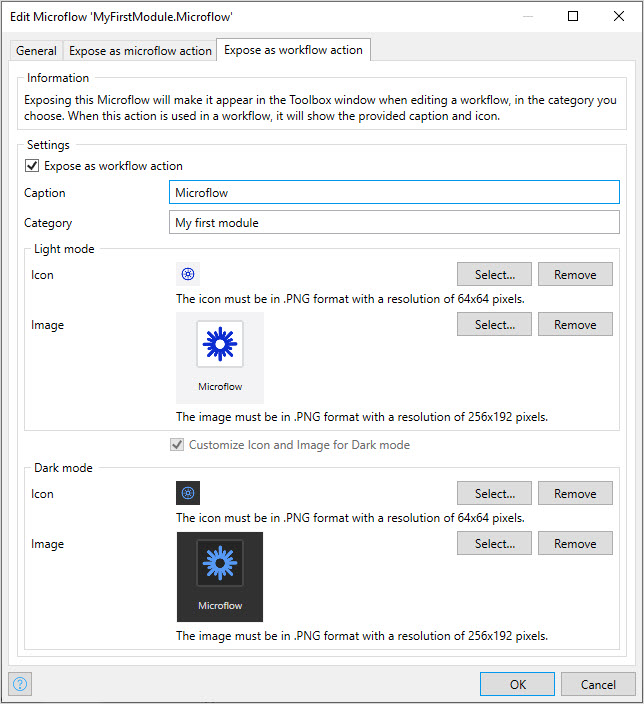 Edit Microflow 'MyFirstModule.Microflow'
General Expose as microflow action Expose as workflow action
Information
Exposing this Microflow will make it appear in the Toolbox window when editing a workflow, in the category you
choose. When this action is used in a workflow, it will show the provided caption and icon.
Settings
Expose as workflow action
Caption Microflow
Category My first module
Light mode
Icon Select... Remove
The icon must be in .PNG format with a resolution of 64x64 pixels.
Image Select... Remove
Microflow
The image must be in .PNG format with a resolution of 256x192 pixels.
Customize Icon and Image for Dark mode
Dark mode
Icon Select... Remove
The icon must be in .PNG format with a resolution of 64x64 pixels.
Image Select... Remove
Microflow
The image must be in .PNG format with a resolution of 256x192 pixels.
? OK Cancel